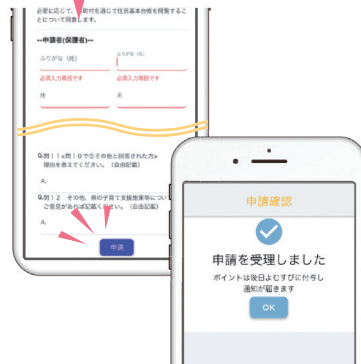 必要に応じて、市町村を通じて住民基本台帳を閲覧するこ
とについて同意します。
--申請者(保護者)--
ふりがな（姓）
ふりがな（名）
必須入力項目です
必須入力項目です
姓
名
Q.問１１<問１０で⑤その他と回答された方>
理由を教えてください。（自由記載）
A.
Q.問１２ その他、県の子育て支援施策等につい
ご意見があれば記載ください。（自由記載）
A.
申請
申請確認
申請を受理しました
ポイントは後日よむすびに付与し
通知が届きます
OK